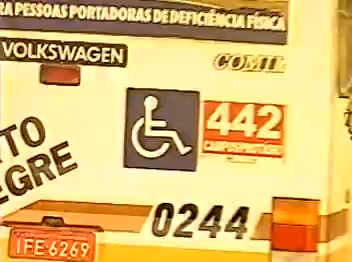 RA PESSOAS PORTADORAS DE DEFICIÊNCIA FÍSICA
VOLKSWAGEN
COMIL
442
TO
EGRE
0244
IFE·6269